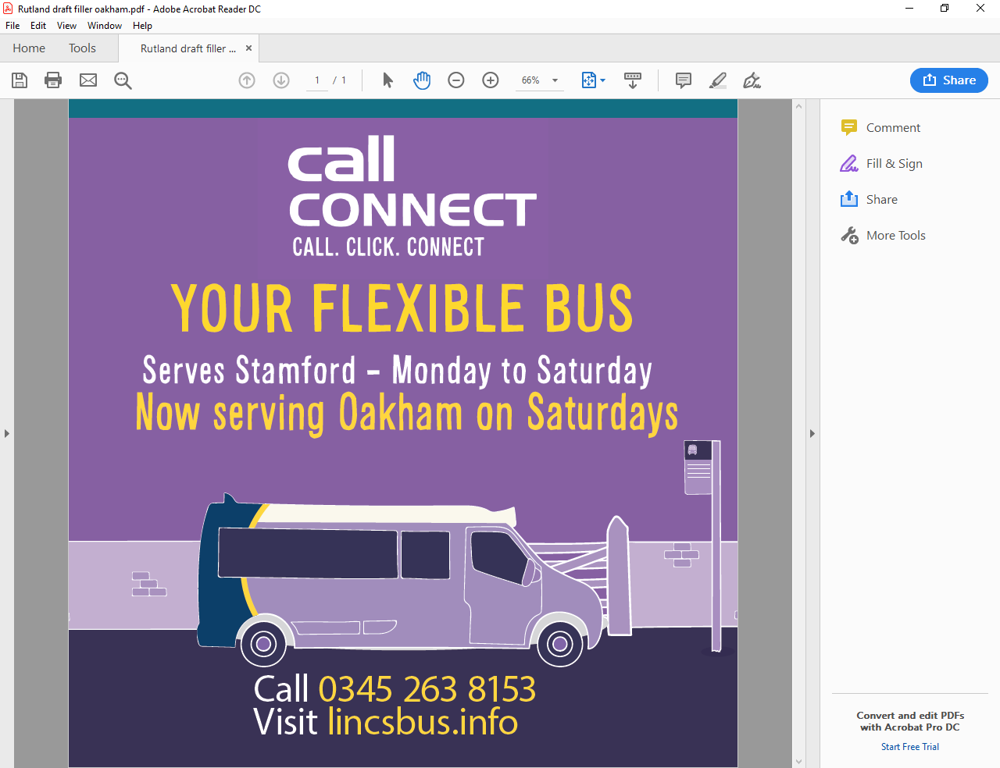 Rutland draft filler oakham.pdf - Adobe Acrobat Reader DC
File Edit View Window Help
Home Tools Rutland draft filler ... ×
1 / 1 66% Share
Comment
Fill & Sign
Share
More Tools
call
CONNECT
CALL. CLICK. CONNECT
YOUR FLEXIBLE BUS
Serves Stamford - Monday to Saturday
Now serving Oakham on Saturdays
Call 0345 263 8153
Visit lincsbus.info
Convert and edit PDFs
with Acrobat Pro DC
Start Free Trial